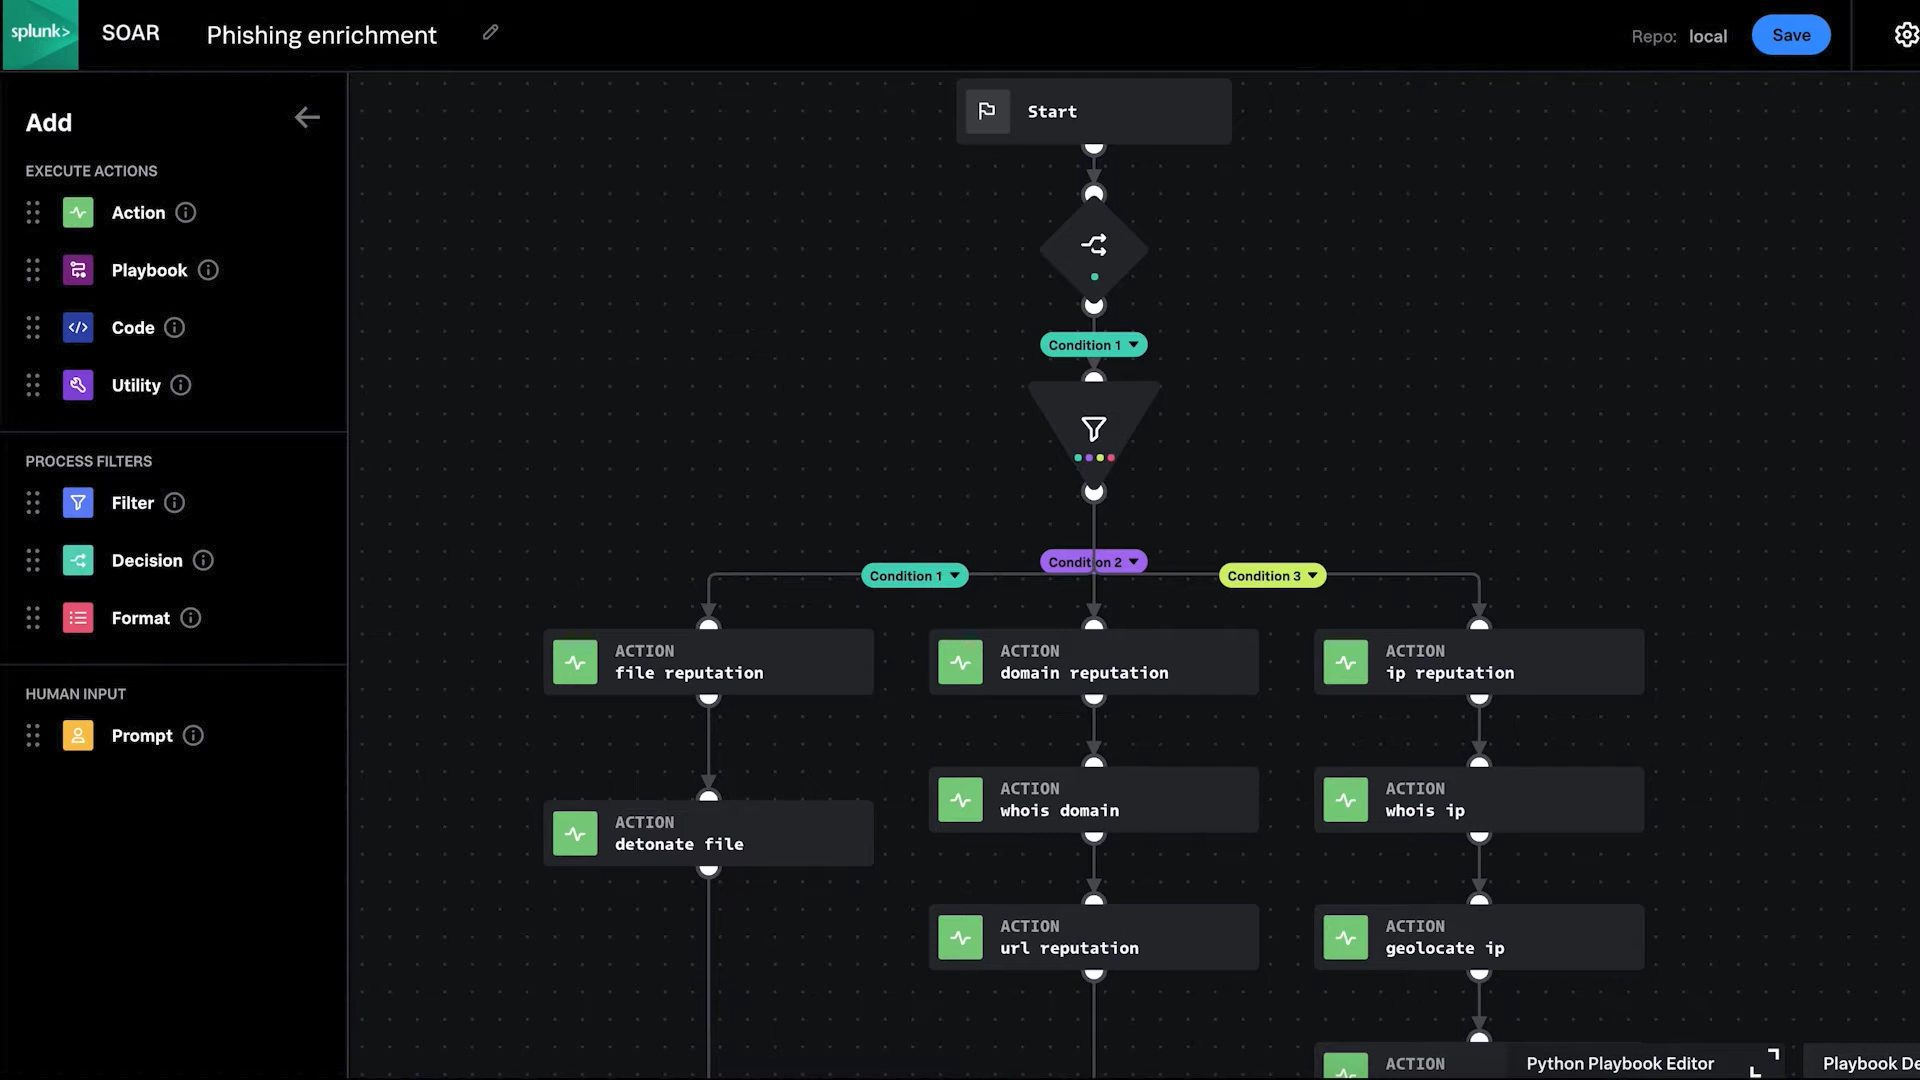 splunk>
SOAR
Phishing enrichment
Repo: local
Save
Add
EXECUTE ACTIONS
Action
Playbook
Code
Utility
PROCESS FILTERS
Filter
Decision
Format
HUMAN INPUT
Prompt
Start
Condition 1
Condition 1
Condition 2
Condition 3
ACTION
file reputation
ACTION
domain reputation
ACTION
ip reputation
ACTION
detonate file
ACTION
whois domain
ACTION
whois ip
ACTION
url reputation
ACTION
geolocate ip
ACTION
Python Playbook Editor
Playbook De